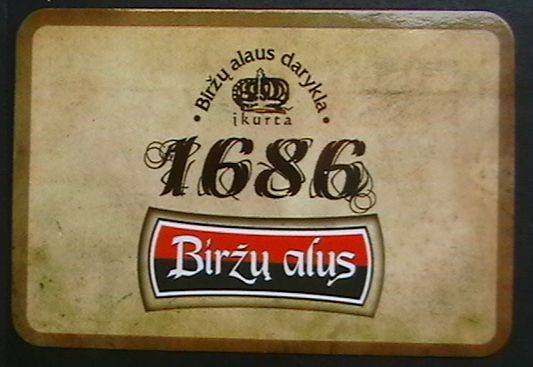 • Biržų alaus darykla •
įkurta
1686
Biržų alus